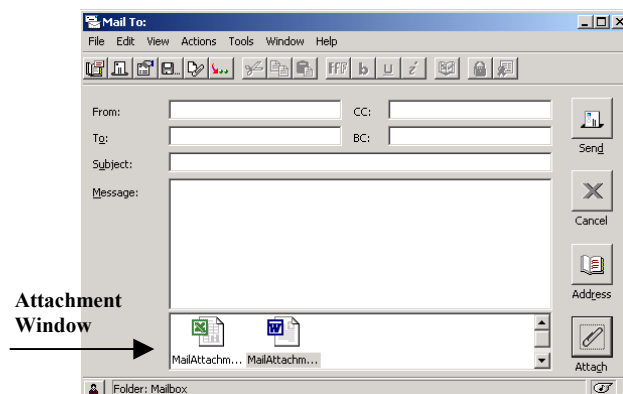 Mail To:
File Edit View Actions Tools Window Help
b u i
From:
CC:
To:
BC:
Send
Subject:
Message:
Cancel
Address
Attachment
Window
MailAttachm... MailAttachm...
Attach
Folder: Mailbox